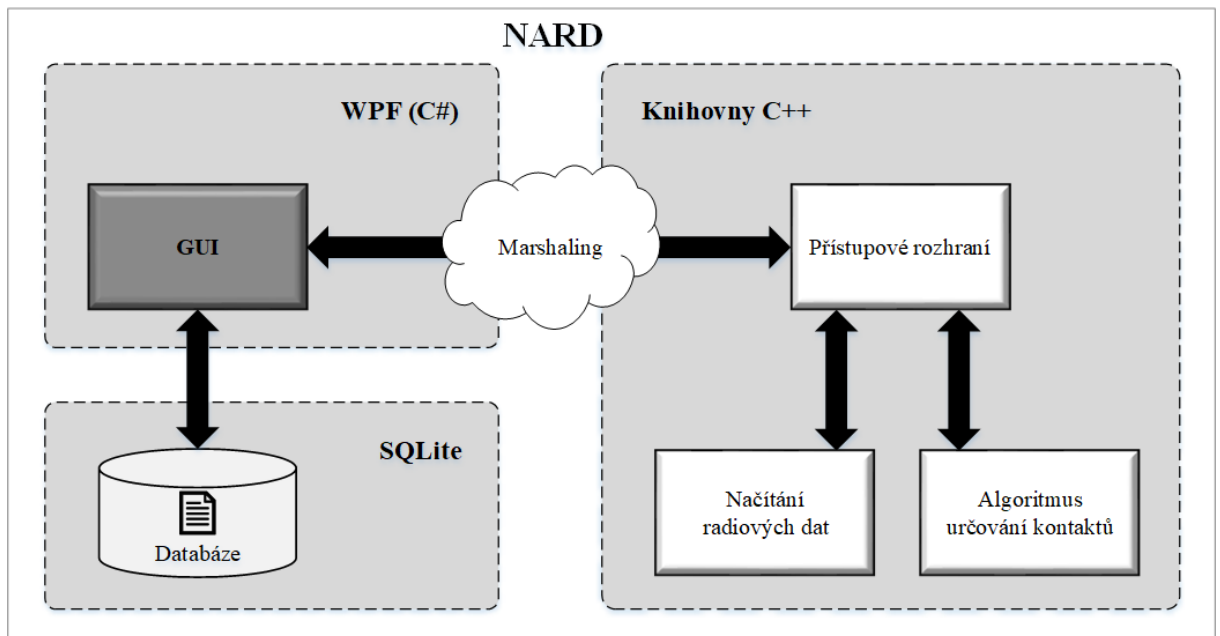 NARD
WPF (C#)
Knihovny C++
GUI
Marshaling
Přístupové rozhraní
SQLite
Databáze
Načítání
radiových dat
Algoritmus
určování kontaktů